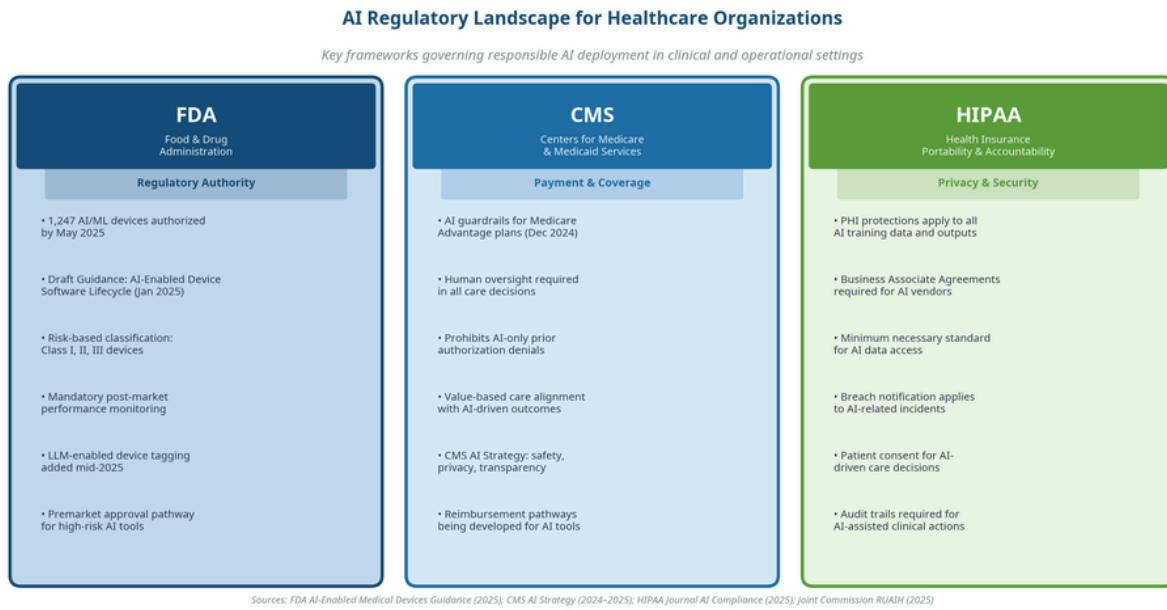 AI Regulatory Landscape for Healthcare Organizations
Key frameworks governing responsible AI deployment in clinical and operational settings
FDA
Food & Drug
Administration
Regulatory Authority
• 1,247 AI/ML devices authorized
by May 2025
• Draft Guidance: AI-Enabled Device
Software Lifecycle (Jan 2025)
• Risk-based classification:
Class I, II, III devices
• Mandatory post-market
performance monitoring
• LLM-enabled device tagging
added mid-2025
• Premarket approval pathway
for high-risk AI tools
CMS
Centers for Medicare
& Medicaid Services
Payment & Coverage
• AI guardrails for Medicare
Advantage plans (Dec 2024)
• Human oversight required
in all care decisions
• Prohibits AI-only prior
authorization denials
• Value-based care alignment
with AI-driven outcomes
• CMS AI Strategy: safety,
privacy, transparency
• Reimbursement pathways
being developed for AI tools
HIPAA
Health Insurance
Portability & Accountability
Privacy & Security
• PHI protections apply to all
AI training data and outputs
• Business Associate Agreements
required for AI vendors
• Minimum necessary standard
for AI data access
• Breach notification applies
to AI-related incidents
• Patient consent for AI-
driven care decisions
• Audit trails required for
AI-assisted clinical actions
Sources: FDA AI-Enabled Medical Devices Guidance (2025); CMS AI Strategy (2024–2025); HIPAA Journal AI Compliance (2025); Joint Commission RUAIH (2025)